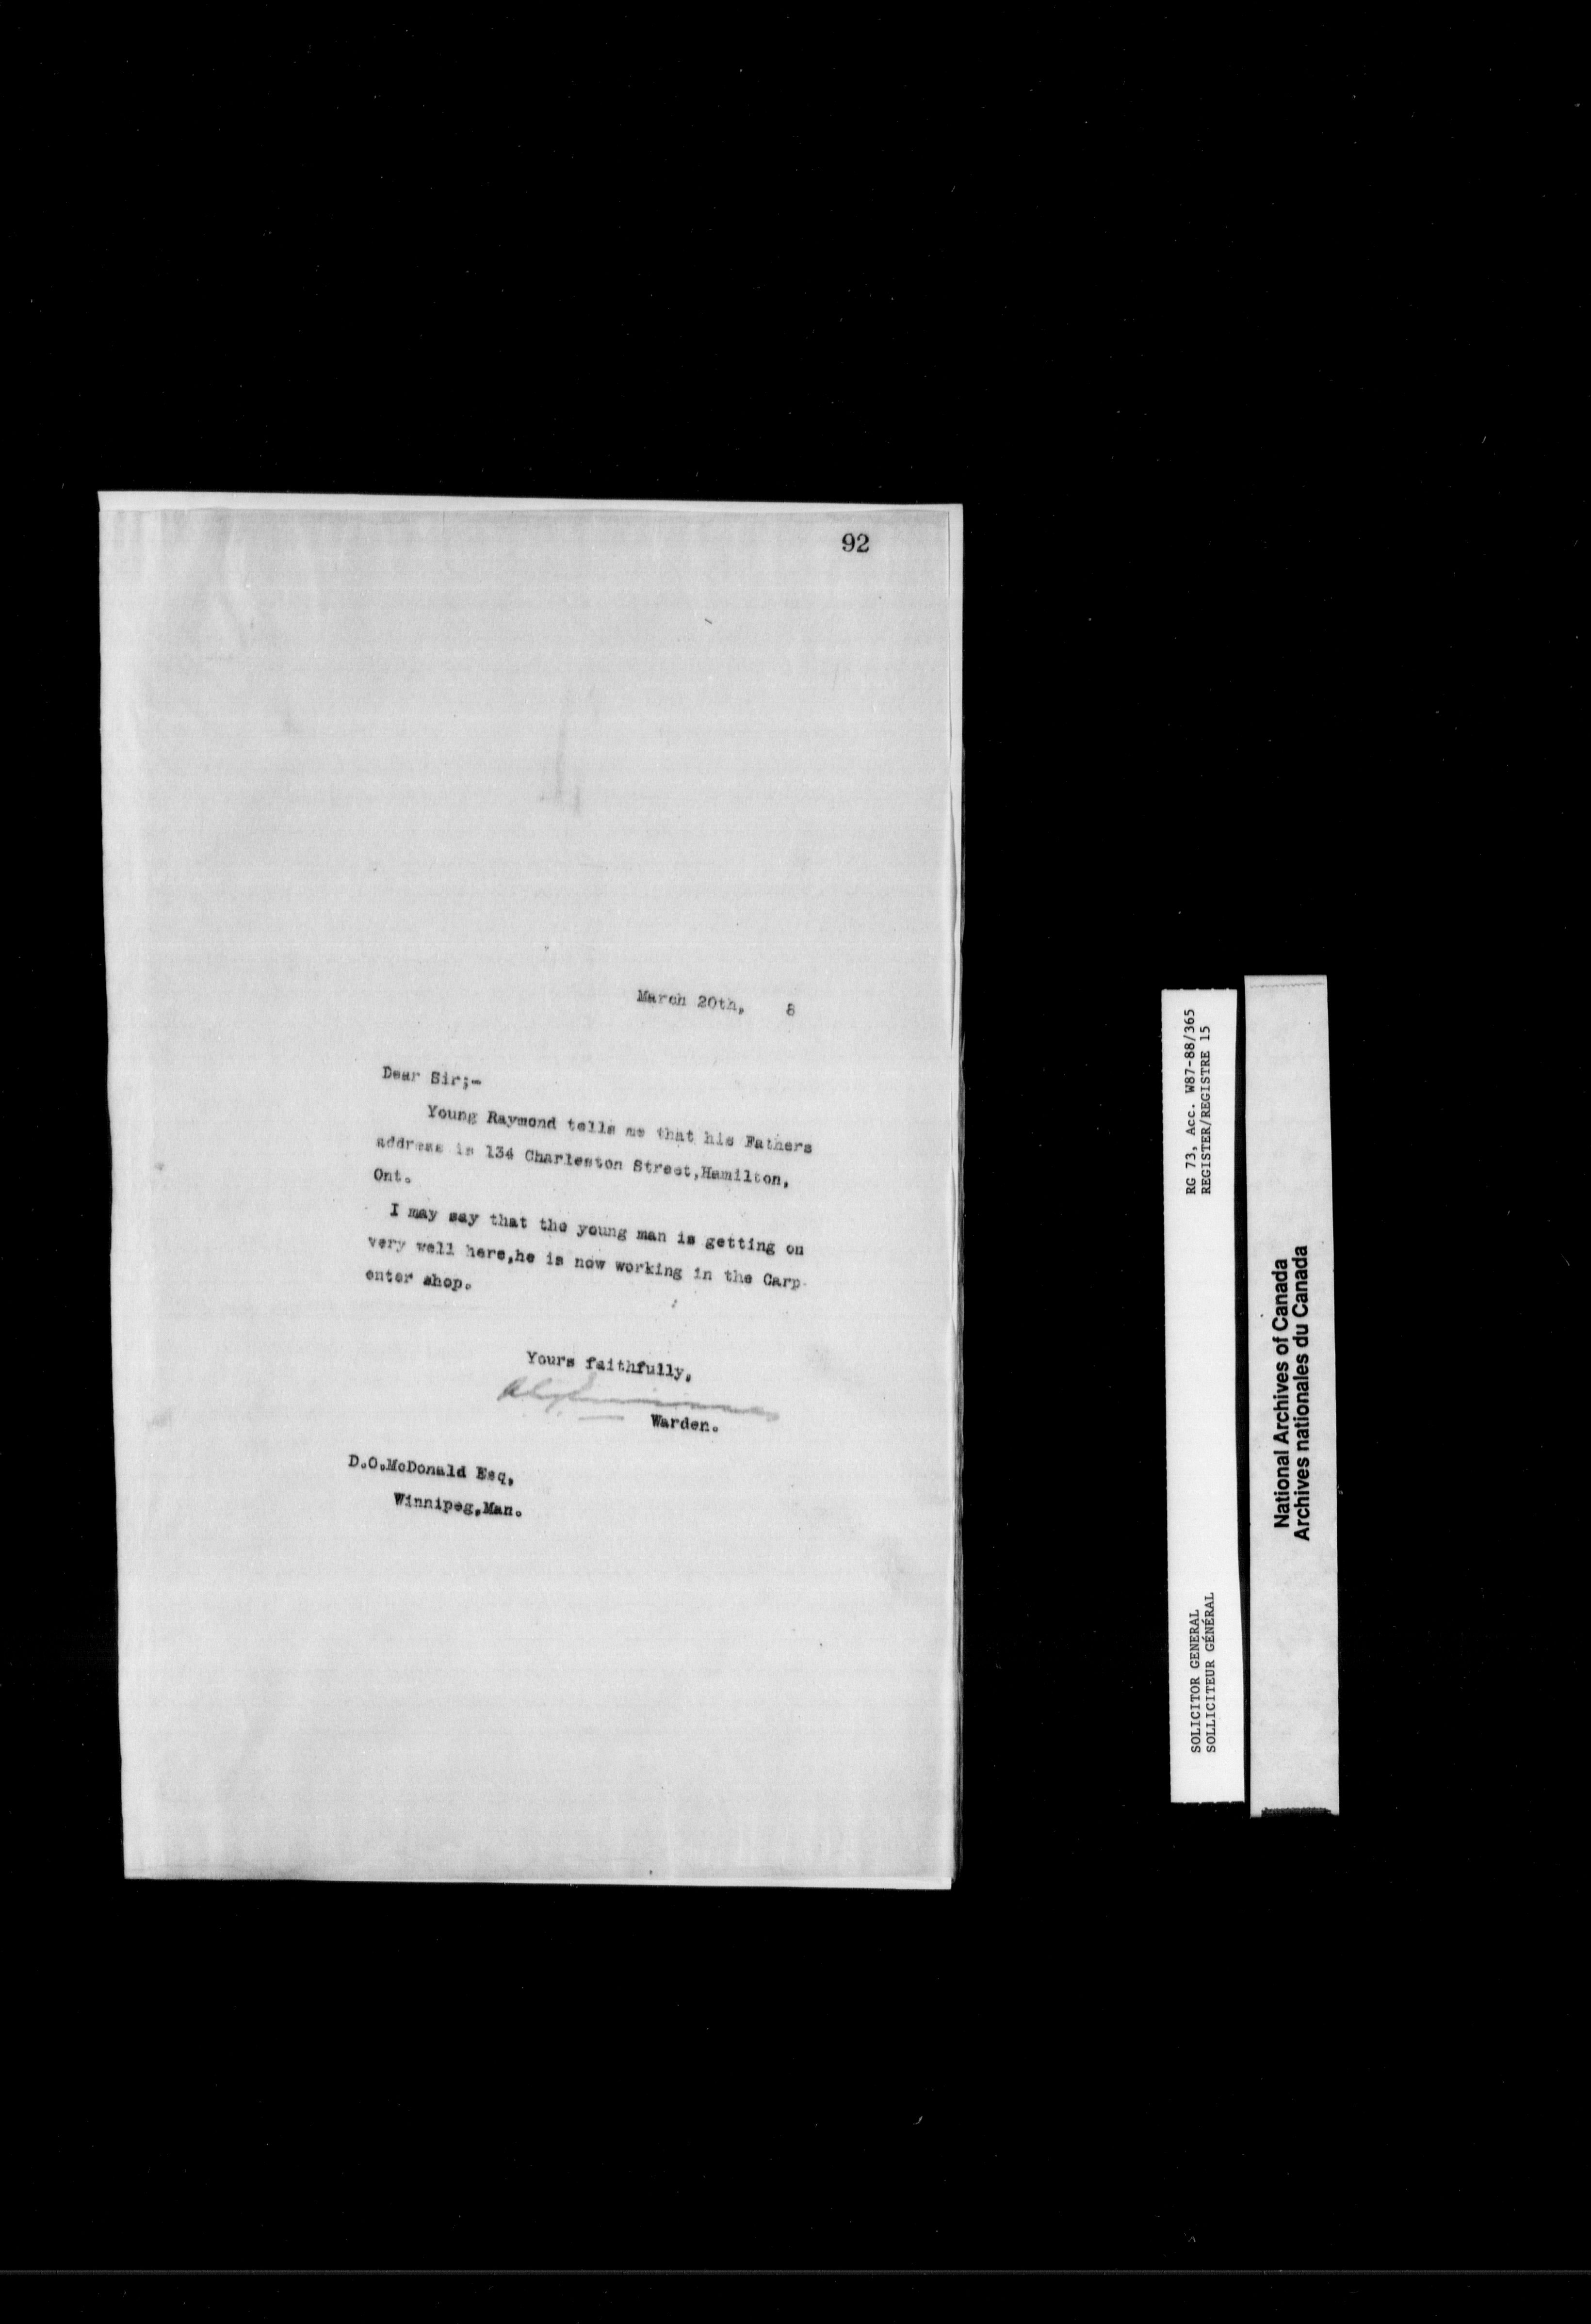 92
March 20th, 8
Dear Sir;-
Young Raymond tells me that his Fathers
address is 134 Charleston Street,Hamilton,
Ont.
I may say that the young man is getting on
very well here,he is now working in the Carp-
enter shop.
Yours faithfully,
Warden.
D.O.McDonald Esq,
Winnipeg,Man.
RG 73, Acc. W87-88/365
REGISTER/REGISTRE 15
SOLICITOR GENERAL
SOLLICITEUR GÉNÉRAL
National Archives of Canada
Archives nationales du Canada